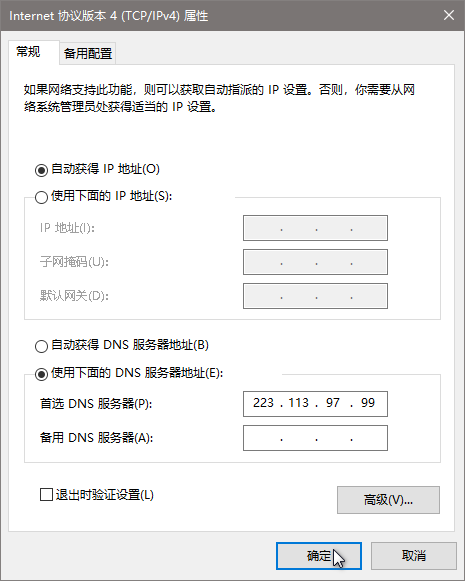 Internet 协议版本 4 (TCP/IPv4) 属性
常规
备用配置
如果网络支持此功能，则可以获取自动指派的 IP 设置。否则，你需要从网
络系统管理员处获得适当的 IP 设置。
自动获得 IP 地址(O)
使用下面的 IP 地址(S):
IP 地址(I):
子网掩码(U):
默认网关(D):
自动获得 DNS 服务器地址(B)
使用下面的 DNS 服务器地址(E):
首选 DNS 服务器(P):
223 . 113 . 97 . 99
备用 DNS 服务器(A):
退出时验证设置(L)
高级(V)...
确定
取消